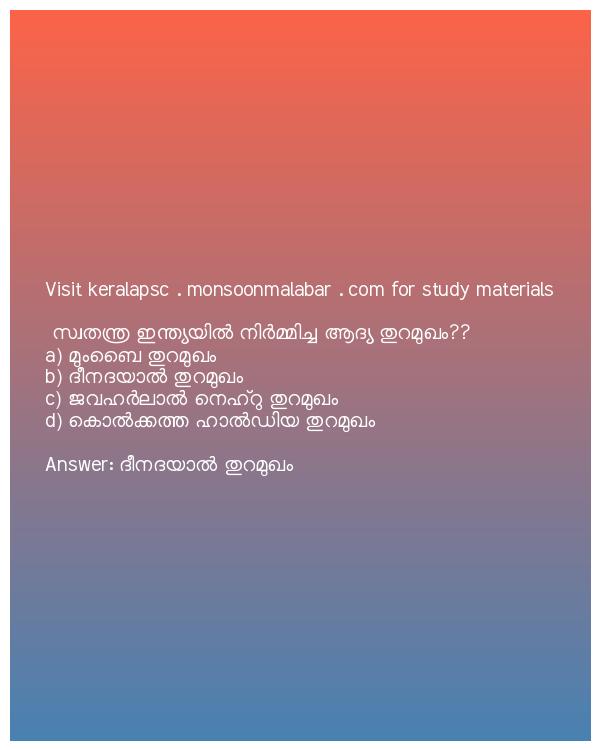 Visit keralapsc . monsoonmalabar . com for study materials
സ്വതന്ത്ര ഇന്ത്യയിൽ നിർമ്മിച്ച ആദ്യ തുറമുഖം??
a) മുംബൈ തുറമുഖം
b) ദീനദയാൽ തുറമുഖം
c) ജവഹർലാൽ നെഹ്റു തുറമുഖം
d) കൊൽക്കത്ത ഹാൽഡിയ തുറമുഖം
Answer: ദീനദയാൽ തുറമുഖം